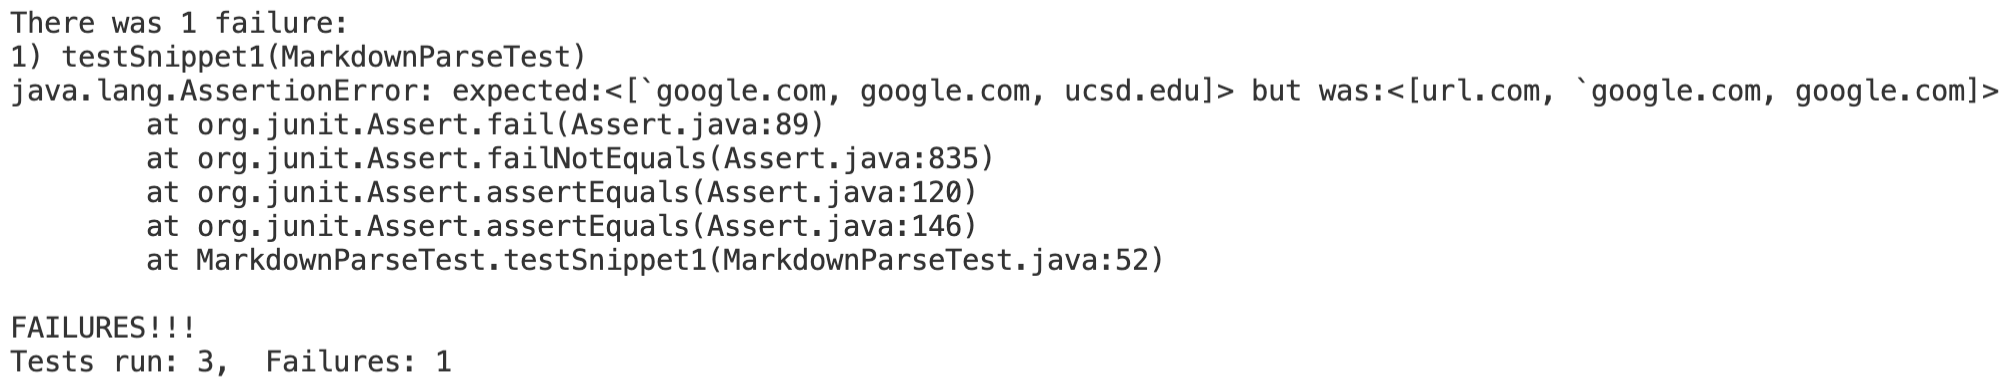 There was 1 failure:
1) testSnippet1(MarkdownParseTest)
java.lang.AssertionError: expected:<[`google.com, google.com, ucsd.edu]> but was:<[url.com, `google.com, google.com]>
        at org.junit.Assert.fail(Assert.java:89)
        at org.junit.Assert.failNotEquals(Assert.java:835)
        at org.junit.Assert.assertEquals(Assert.java:120)
        at org.junit.Assert.assertEquals(Assert.java:146)
        at MarkdownParseTest.testSnippet1(MarkdownParseTest.java:52)

FAILURES!!!
Tests run: 3,  Failures: 1